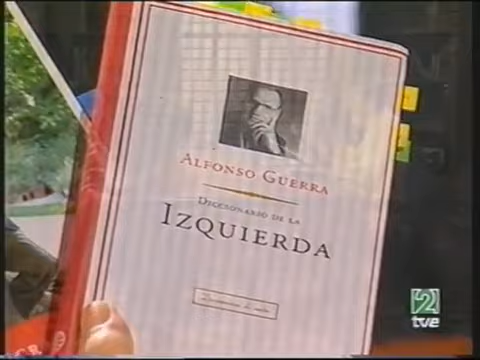 ALFONSO GUERRA
DICCIONARIO DE LA
IZQUIERDA
2
tve